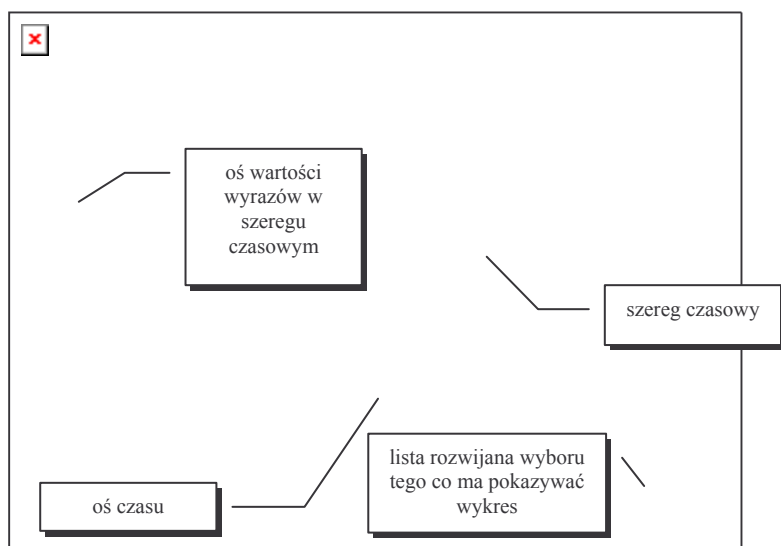 oś wartości
wyrazów w
szeregu
czasowym
szereg czasowy
lista rozwijana wyboru
tego co ma pokazywać
wykres
oś czasu